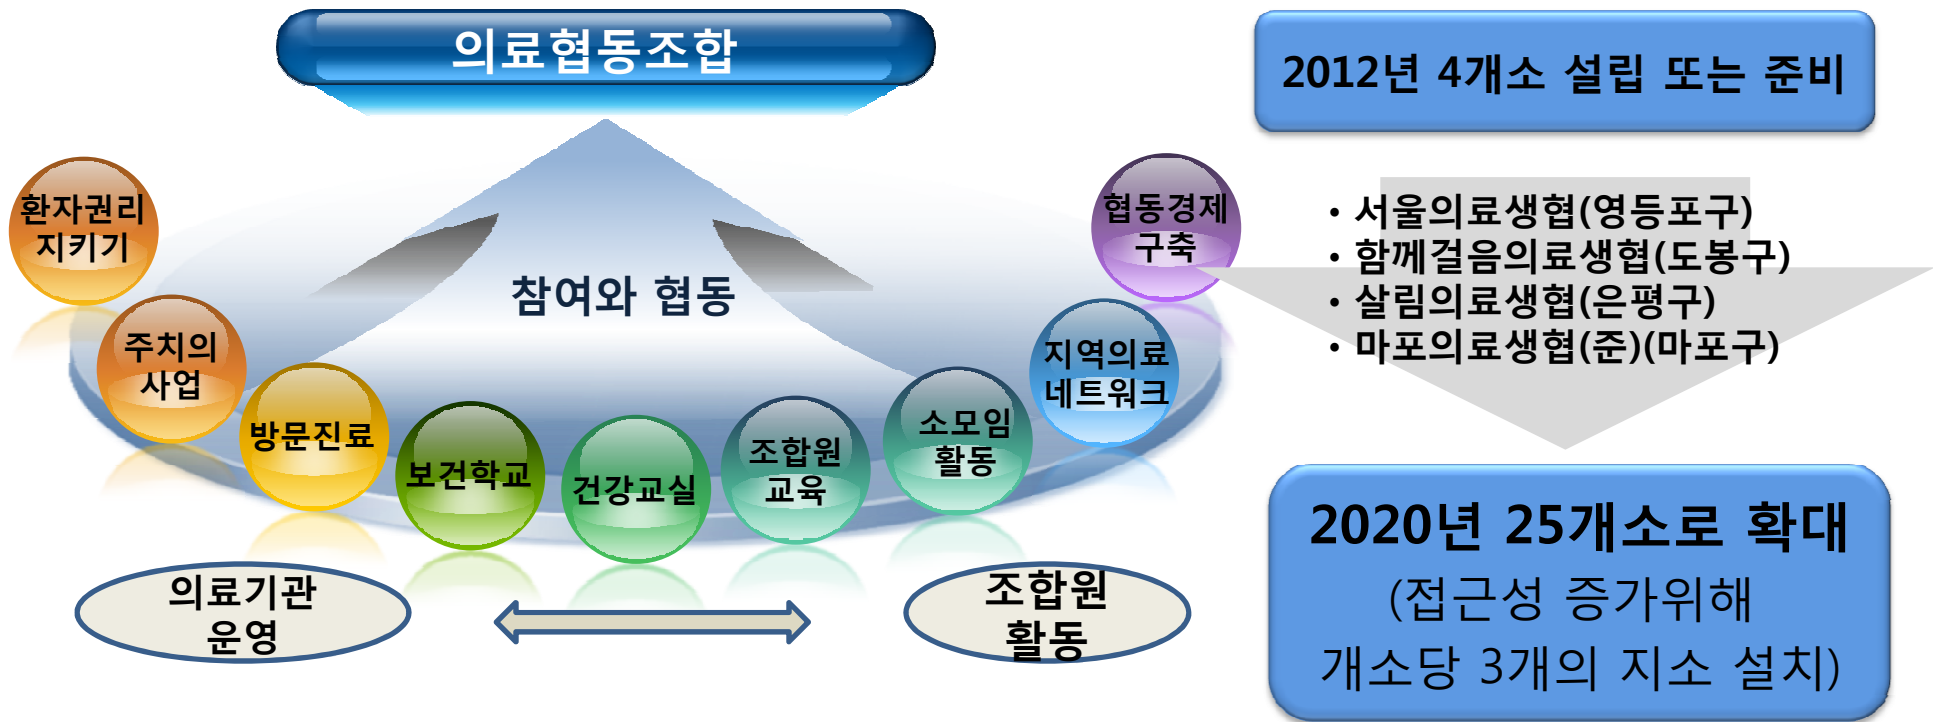 의료협동조합
환자권리
지키기
주치의
사업
방문진료
보건학교
건강교실
조합원
교육
소모임
활동
지역의료
네트워크
협동경제
구축
참여와 협동
의료기관
운영
조합원
활동
2012년 4개소 설립 또는 준비
• 서울의료생협(영등포구)
• 함께걸음의료생협(도봉구)
• 살림의료생협(은평구)
• 마포의료생협(준)(마포구)
2020년 25개소로 확대
(접근성 증가위해
개소당 3개의 지소 설치)